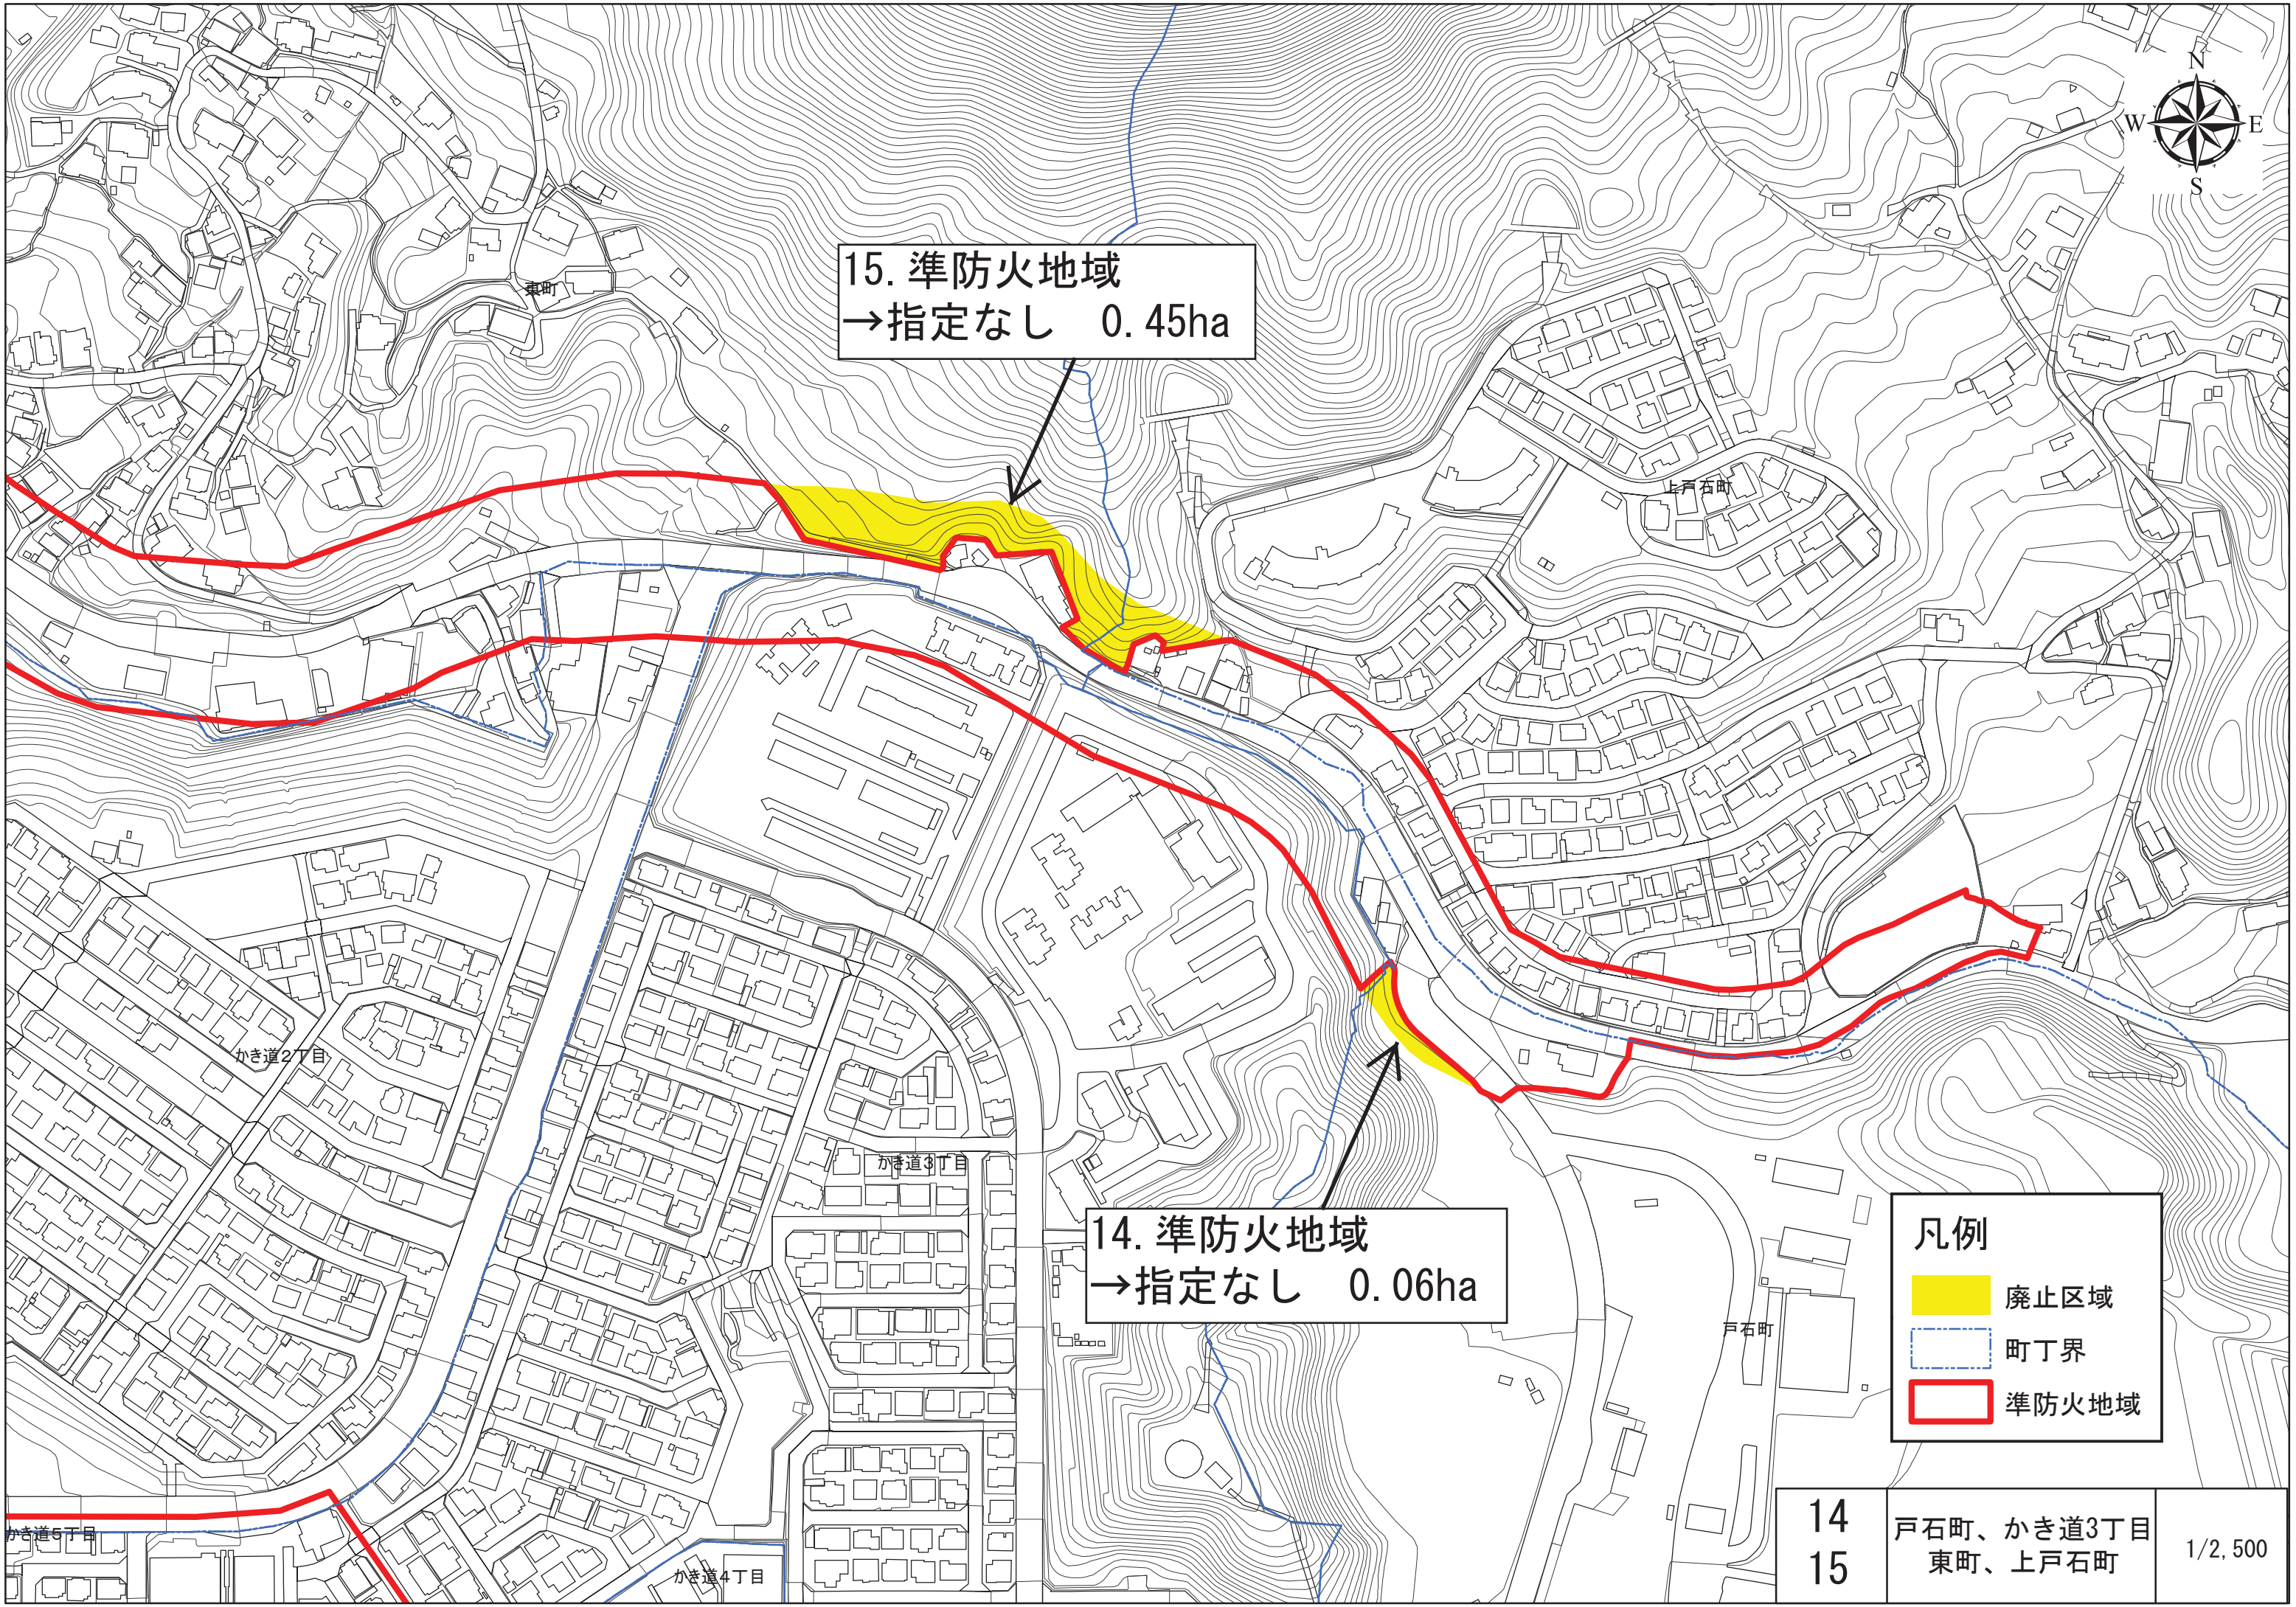 N
W
E
S
東町
15. 準防火地域
→指定なし　0.45ha
上戸石町
かき道2丁目
かき道3丁目
14. 準防火地域
→指定なし　0.06ha
戸石町
かき道5丁目
かき道4丁目
凡例
廃止区域
町丁界
準防火地域
14
15
戸石町、かき道3丁目
東町、上戸石町
1/2,500